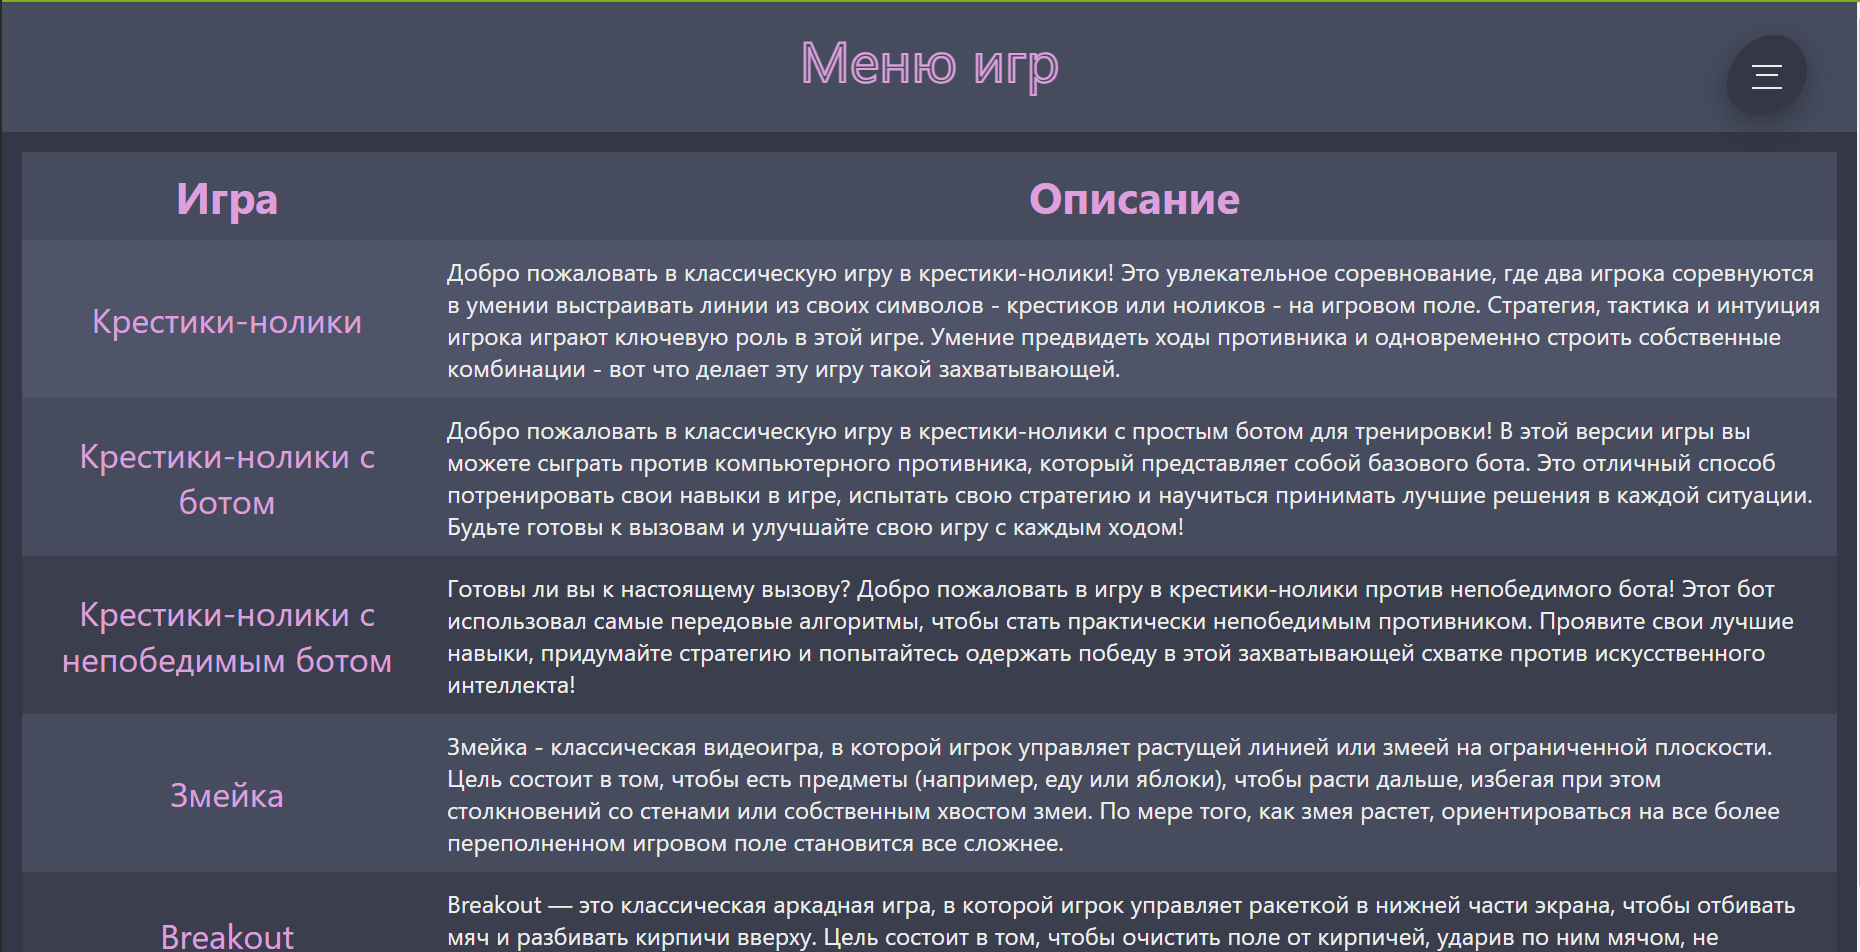 Меню игр
Игра
Описание
Крестики-нолики
Добро пожаловать в классическую игру в крестики-нолики! Это увлекательное соревнование, где два игрока соревнуются
в умении выстраивать линии из своих символов - крестиков или ноликов - на игровом поле. Стратегия, тактика и интуиция
игрока играют ключевую роль в этой игре. Умение предвидеть ходы противника и одновременно строить собственные
комбинации - вот что делает эту игру такой захватывающей.
Крестики-нолики с
ботом
Добро пожаловать в классическую игру в крестики-нолики с простым ботом для тренировки! В этой версии игры вы
можете сыграть против компьютерного противника, который представляет собой базового бота. Это отличный способ
потренировать свои навыки в игре, испытать свою стратегию и научиться принимать лучшие решения в каждой ситуации.
Будьте готовы к вызовам и улучшайте свою игру с каждым ходом!
Крестики-нолики с
непобедимым ботом
Готовы ли вы к настоящему вызову? Добро пожаловать в игру в крестики-нолики против непобедимого бота! Этот бот
использовал самые передовые алгоритмы, чтобы стать практически непобедимым противником. Проявите свои лучшие
навыки, придумайте стратегию и попытайтесь одержать победу в этой захватывающей схватке против искусственного
интеллекта!
Змейка
Змейка - классическая видеоигра, в которой игрок управляет растущей линией или змеей на ограниченной плоскости.
Цель состоит в том, чтобы есть предметы (например, еду или яблоки), чтобы расти дальше, избегая при этом
столкновений со стенами или собственным хвостом змеи. По мере того, как змея растет, ориентироваться на все более
переполненном игровом поле становится все сложнее.
Breakout
Breakout — это классическая аркадная игра, в которой игрок управляет ракеткой в нижней части экрана, чтобы отбивать
мяч и разбивать кирпичи вверху. Цель состоит в том, чтобы очистить поле от кирпичей, ударив по ним мячом, не